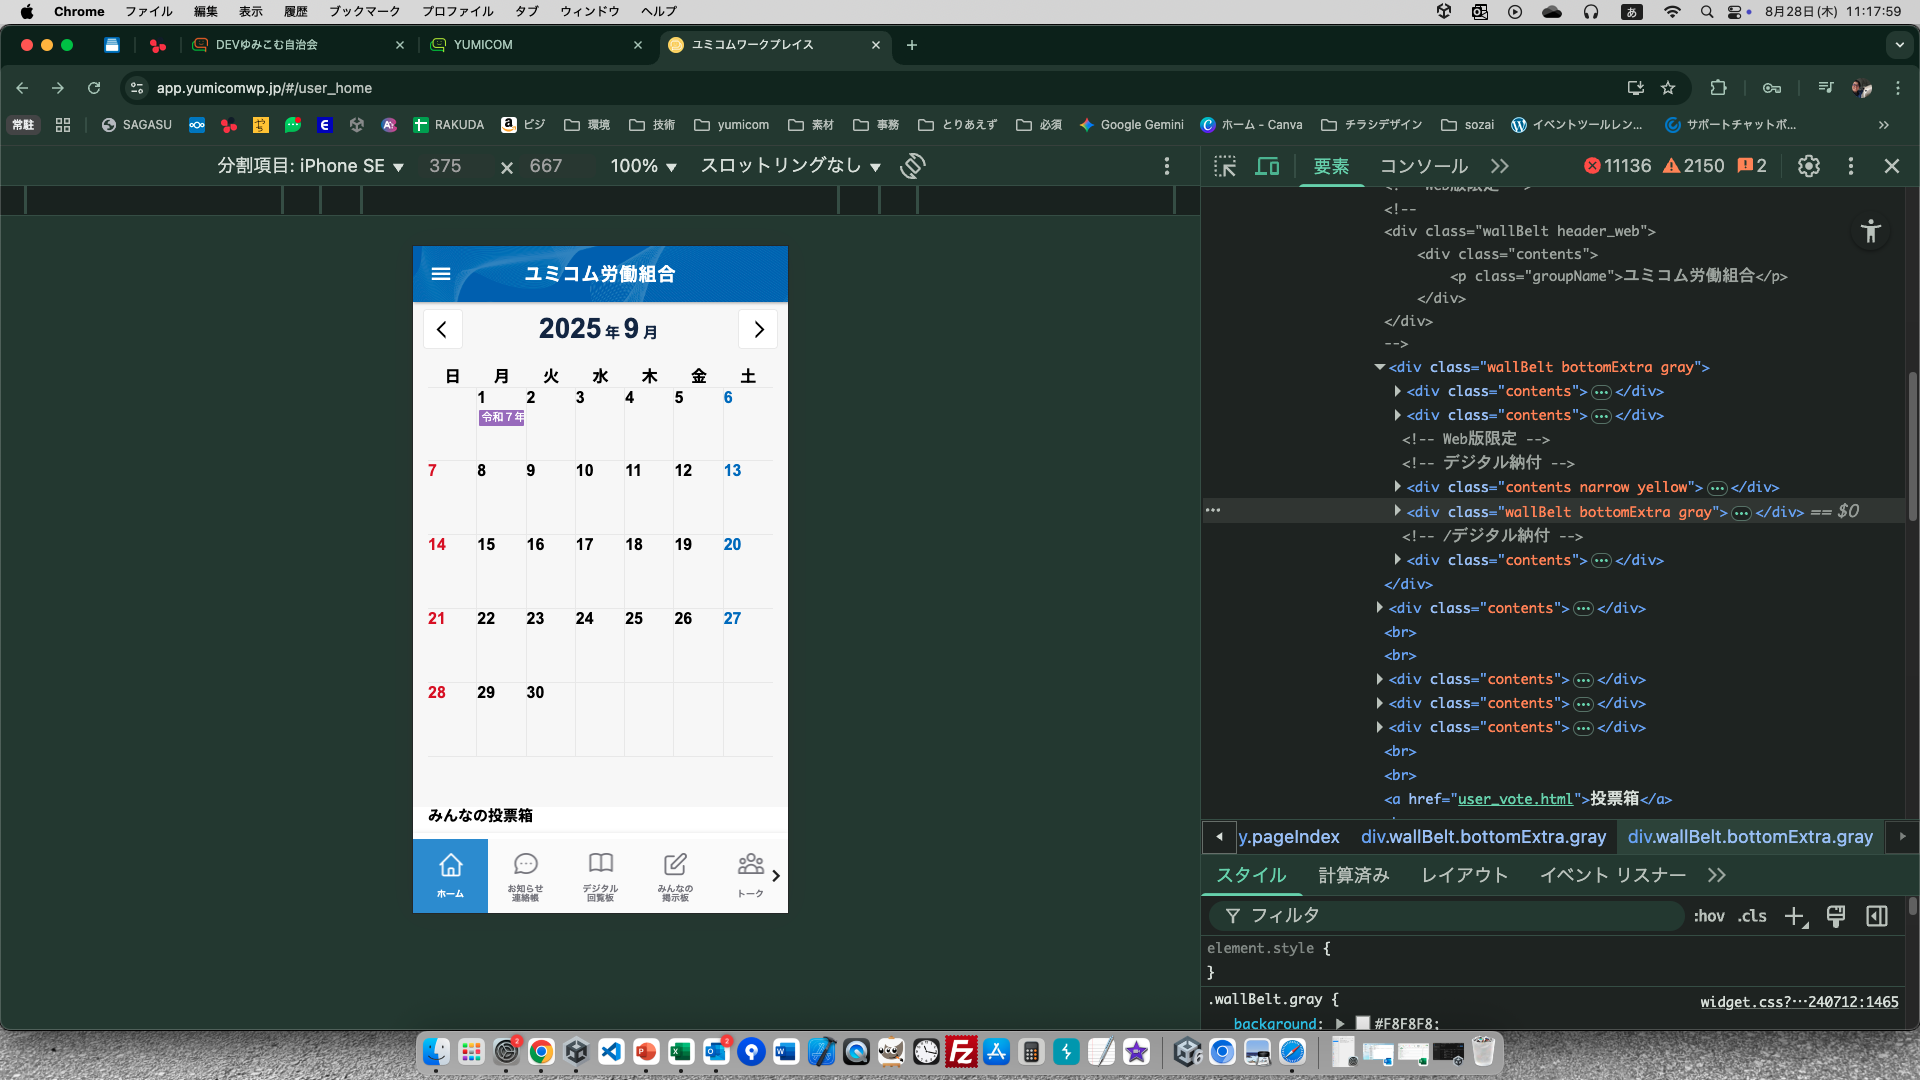 Chrome ファイル 編集 表示 履歴 ブックマーク プロファイル タブ ウィンドウ ヘルプ
あ 8月28日(木) 11:17:59
DEVゆみこむ自治会 YUMICOM ユミコムワークプレイス
app.yumicomwp.jp/#/user_home
常駐 SAGASU ビジ RAKUDA 環境 技術 yumicom 素材 事務 とりあえず 必須 Google Gemini ホーム - Canva チラシデザイン sozai イベントツールレン... サポートチャットボ...
分割項目: iPhone SE 375 × 667 100% スロットリングなし
要素 コンソール 11136 2150 2
ユミコム労働組合
2025 年 9 月
日 月 火 水 木 金 土
1 2 3 4 5 6
令和７年
7 8 9 10 11 12 13
14 15 16 17 18 19 20
21 22 23 24 25 26 27
28 29 30
みんなの投票箱
ホーム
お知らせ
連絡帳
デジタル
回覧板
みんなの
掲示板
トーク
<!-- Web版限定 -->
<!--
<div class="wallBelt header_web">
<div class="contents">
<p class="groupName">ユミコム労働組合</p>
</div>
</div>
-->
<div class="wallBelt bottomExtra gray">
<div class="contents"> ••• </div>
<div class="contents"> ••• </div>
<!-- Web版限定 -->
<!-- デジタル納付 -->
<div class="contents narrow yellow"> ••• </div>
••• <div class="wallBelt bottomExtra gray"> ••• </div> == $0
<!-- /デジタル納付 -->
<div class="contents"> ••• </div>
</div>
<div class="contents"> ••• </div>
<br>
<br>
<div class="contents"> ••• </div>
<div class="contents"> ••• </div>
<div class="contents"> ••• </div>
<br>
<br>
<a href="user_vote.html">投票箱</a>
y.pageIndex div.wallBelt.bottomExtra.gray div.wallBelt.bottomExtra.gray
スタイル 計算済み レイアウト イベント リスナー
フィルタ :hov .cls
element.style {
}
.wallBelt.gray { widget.css?…240712:1465
background: #F8F8F8;